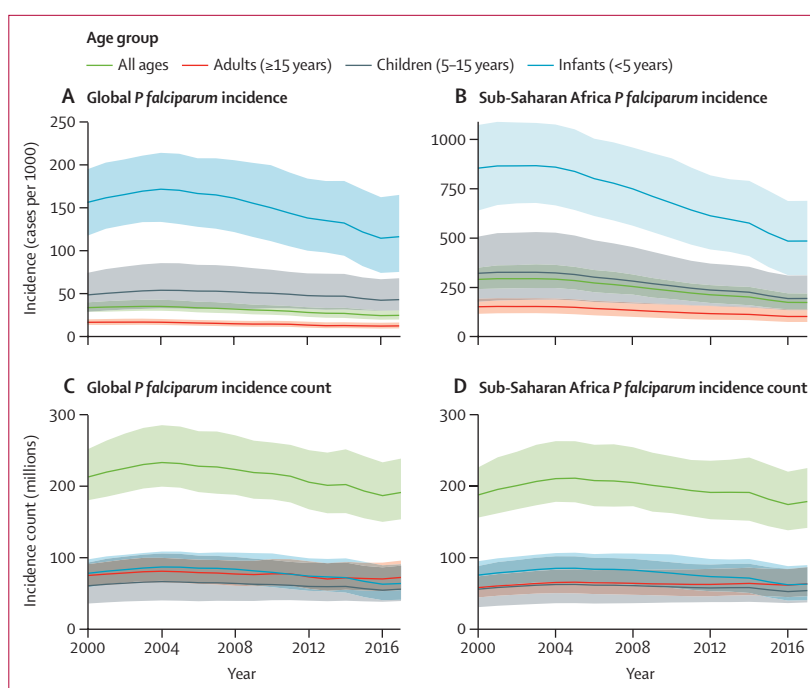 Age group
All ages Adults (≥15 years) Children (5–15 years) Infants (<5 years)
A Global P falciparum incidence
B Sub-Saharan Africa P falciparum incidence
Incidence (cases per 1000)
250
200
150
100
50
0
1000
750
500
250
0
C Global P falciparum incidence count
D Sub-Saharan Africa P falciparum incidence count
Incidence count (millions)
300
200
100
0
300
200
100
0
2000 2004 2008 2012 2016
2000 2004 2008 2012 2016
Year
Year